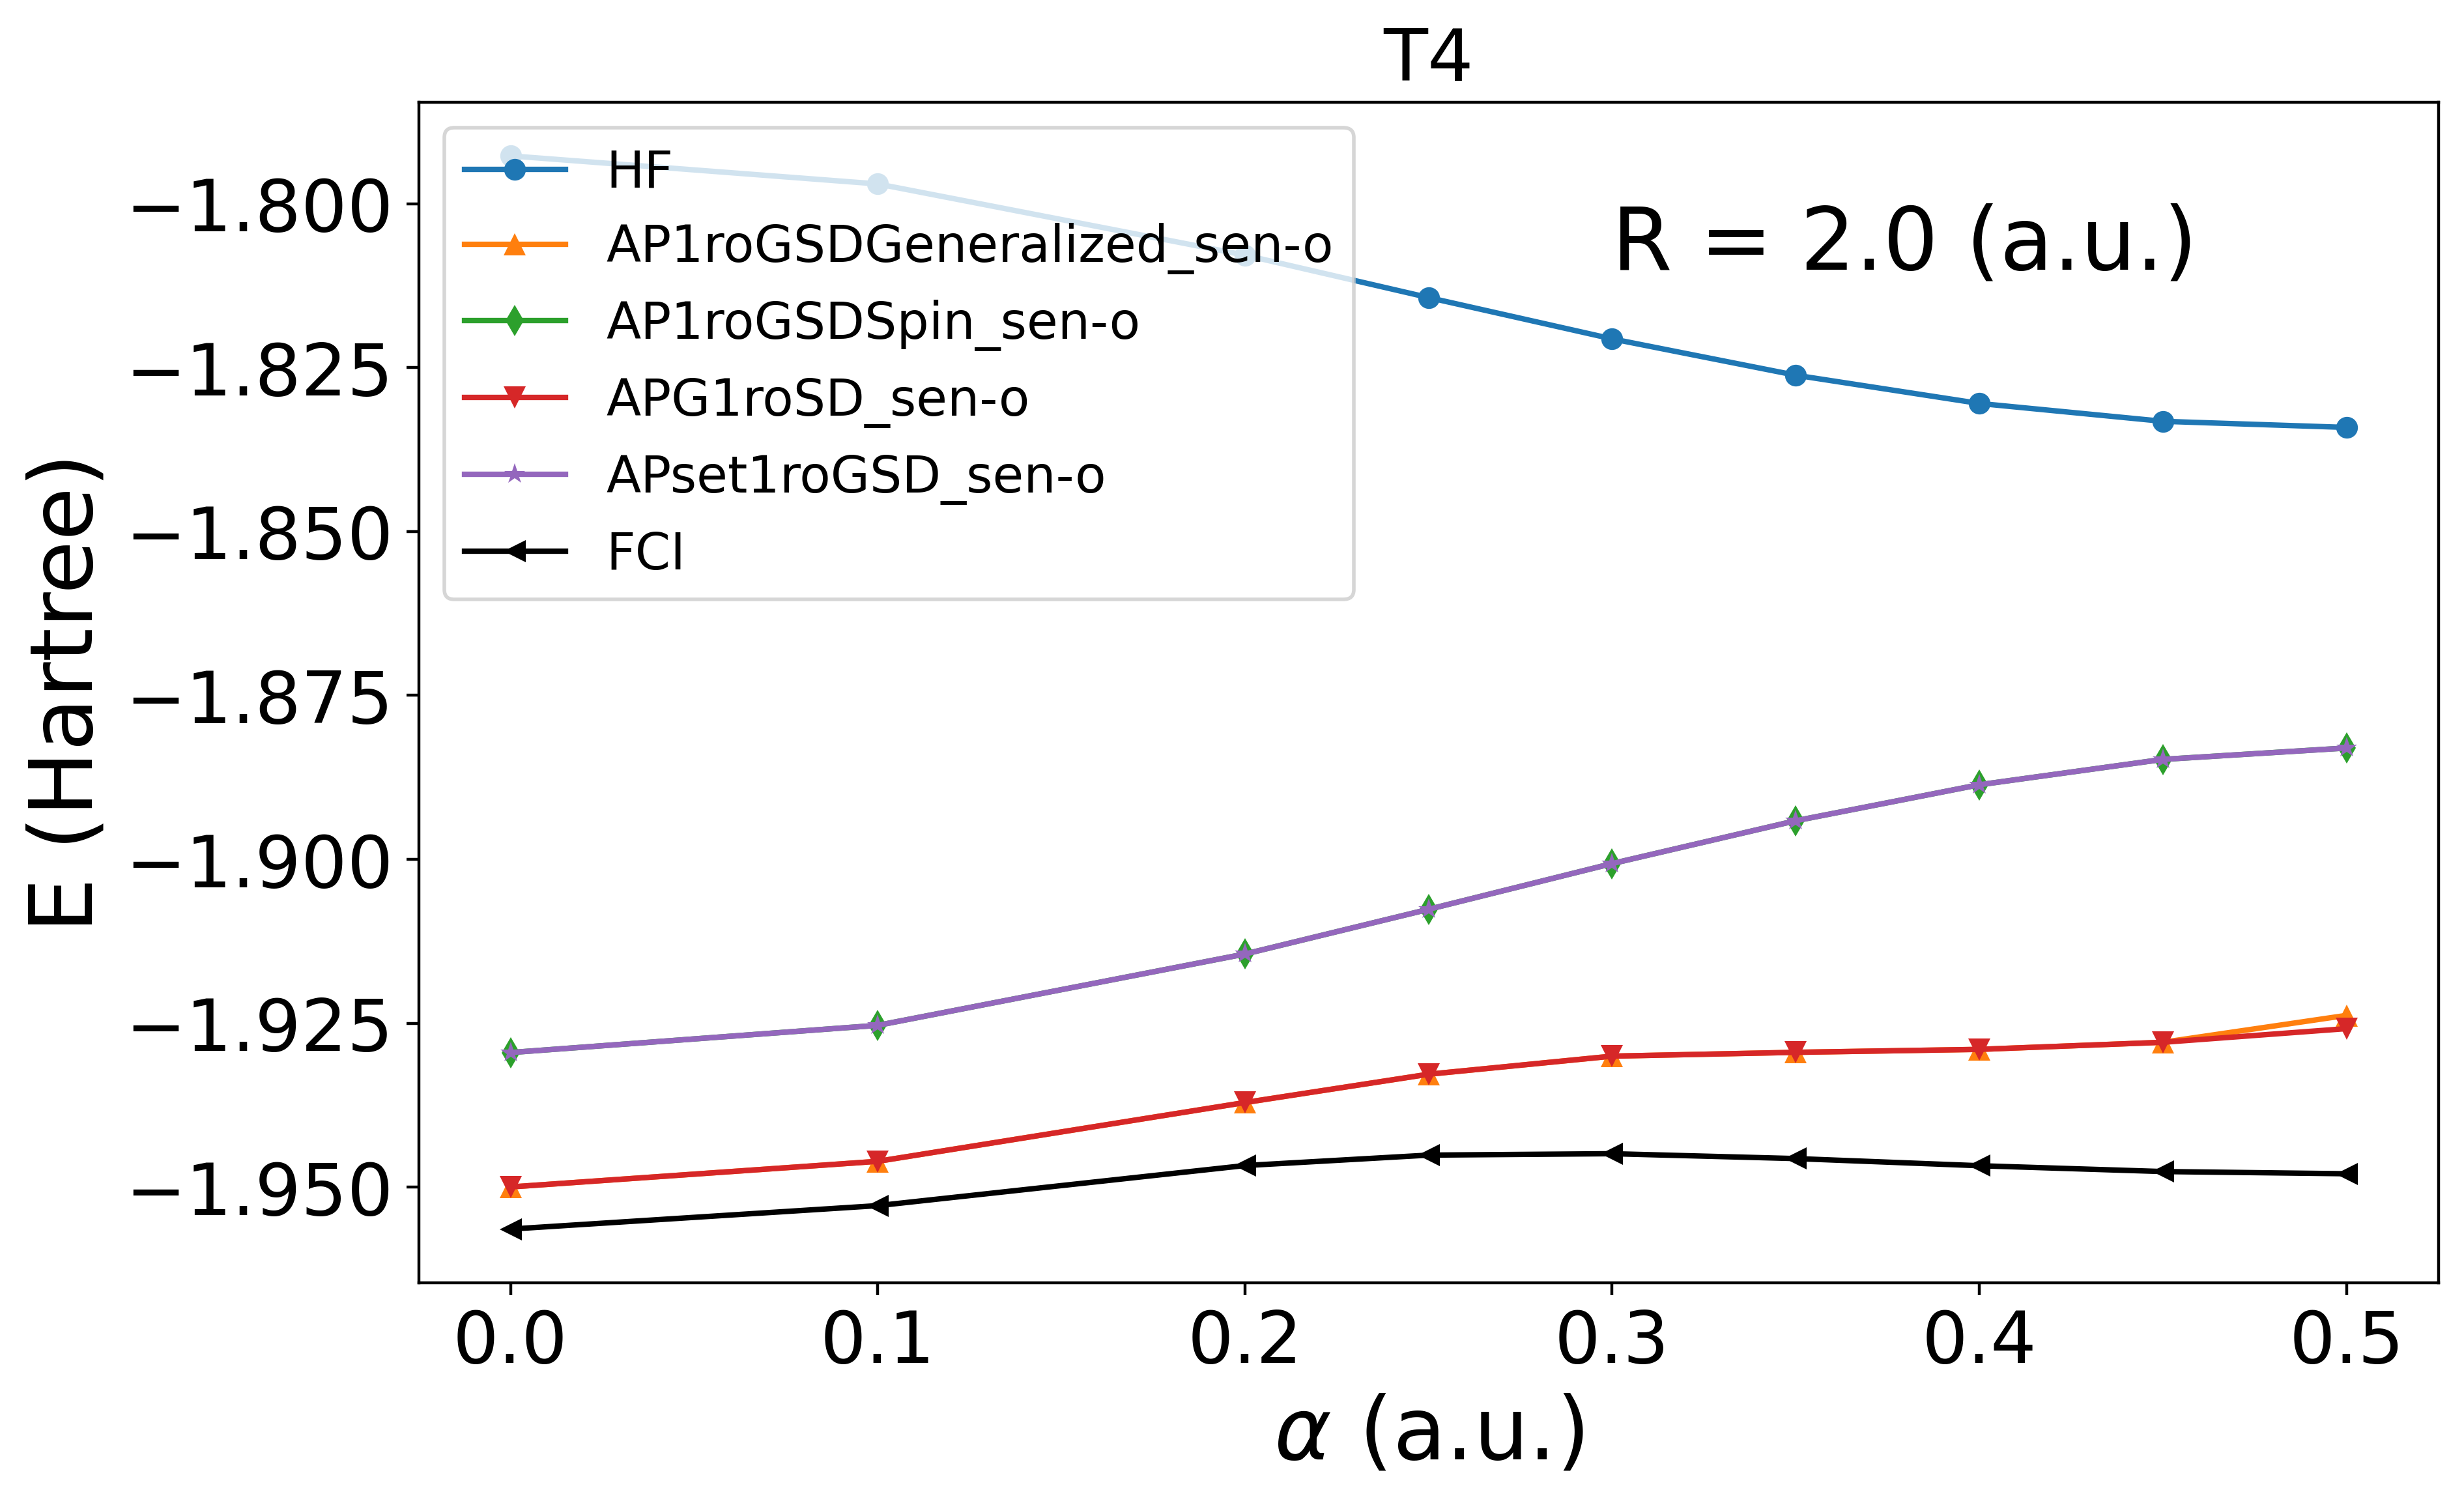 T4
R = 2.0 (a.u.)
HF
AP1roGSDGeneralized_sen-o
AP1roGSDSpin_sen-o
APG1roSD_sen-o
APset1roGSD_sen-o
FCI
E (Hartree)
−1.800
−1.825
−1.850
−1.875
−1.900
−1.925
−1.950
0.0 0.1 0.2 0.3 0.4 0.5
α (a.u.)